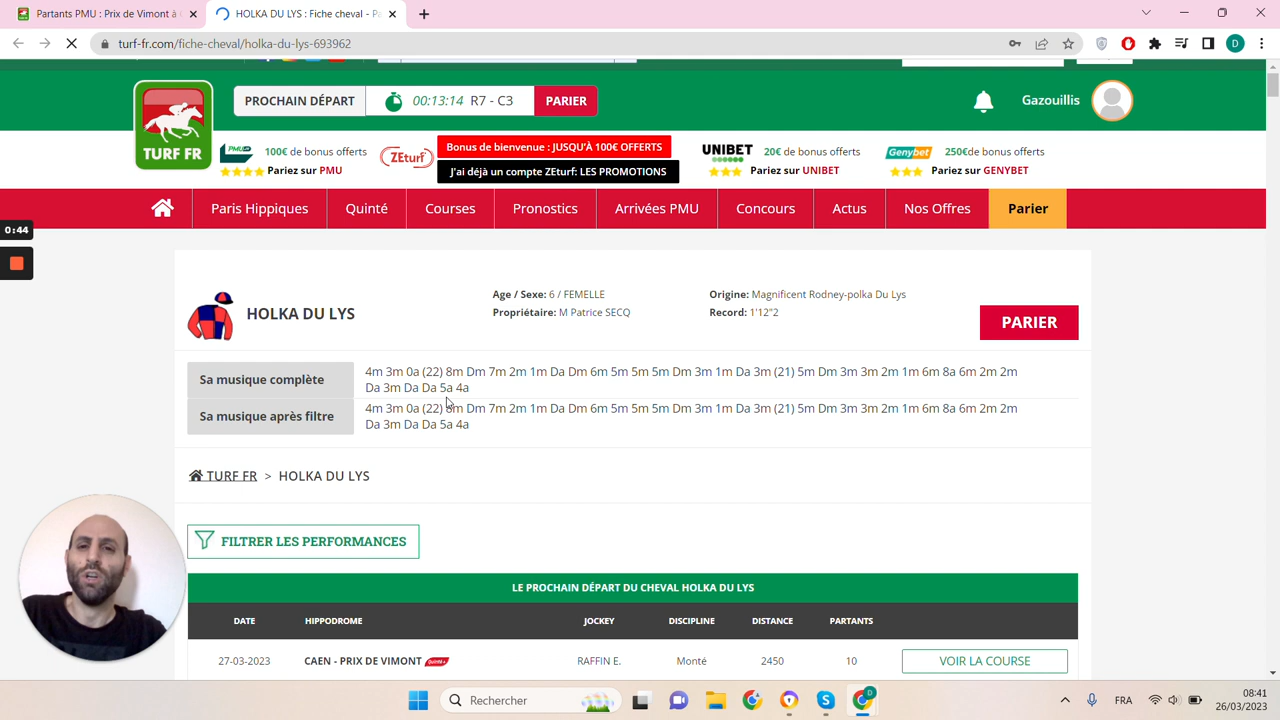 Partants PMU : Prix de Vimont à
HOLKA DU LYS : Fiche cheval - Pa
turf-fr.com/fiche-cheval/holka-du-lys-693962
D
PROCHAIN DÉPART 00:13:14 R7 - C3 PARIER
Gazouillis
TURF FR
PMU 100€ de bonus offerts
Pariez sur PMU
ZEturf Bonus de bienvenue : JUSQU'À 100€ OFFERTS
J'ai déjà un compte ZEturf: LES PROMOTIONS
UNIBET 20€ de bonus offerts
Pariez sur UNIBET
Genybet 250€de bonus offerts
Pariez sur GENYBET
Paris Hippiques Quinté Courses Pronostics Arrivées PMU Concours Actus Nos Offres Parier
0:44
HOLKA DU LYS
Age / Sexe: 6 / FEMELLE
Propriétaire: M Patrice SECQ
Origine: Magnificent Rodney-polka Du Lys
Record: 1'12"2
PARIER
Sa musique complète
4m 3m 0a (22) 8m Dm 7m 2m 1m Da Dm 6m 5m 5m 5m Dm 3m 1m Da 3m (21) 5m Dm 3m 3m 2m 1m 6m 8a 6m 2m 2m
Da 3m Da Da 5a 4a
Sa musique après filtre
4m 3m 0a (22) 8m Dm 7m 2m 1m Da Dm 6m 5m 5m 5m Dm 3m 1m Da 3m (21) 5m Dm 3m 3m 2m 1m 6m 8a 6m 2m 2m
Da 3m Da Da 5a 4a
TURF FR > HOLKA DU LYS
FILTRER LES PERFORMANCES
LE PROCHAIN DÉPART DU CHEVAL HOLKA DU LYS
DATE HIPPODROME JOCKEY DISCIPLINE DISTANCE PARTANTS
27-03-2023 CAEN - PRIX DE VIMONT Quinté+ RAFFIN E. Monté 2450 10 VOIR LA COURSE
Rechercher
D
FRA
08:41
26/03/2023